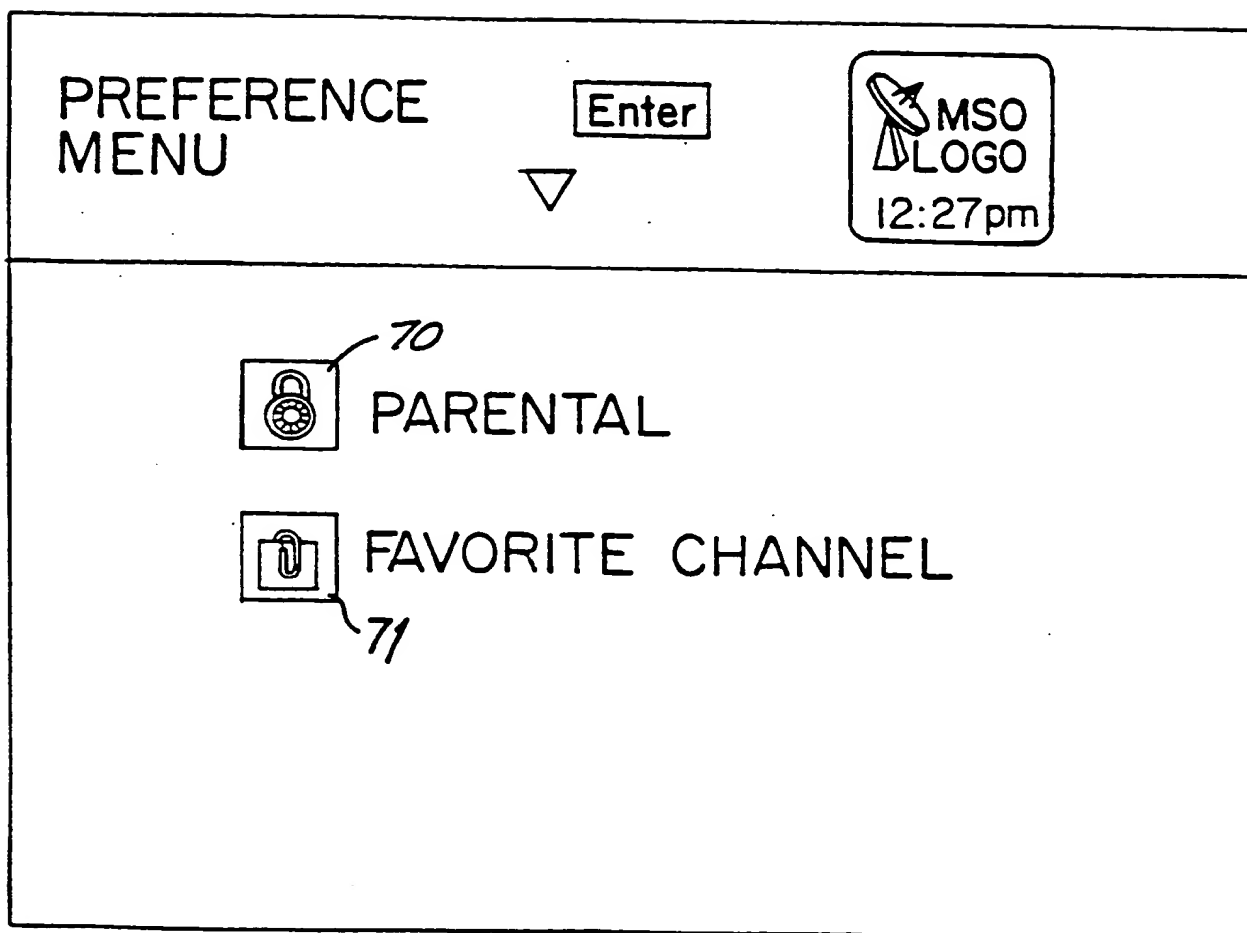 PREFERENCE
MENU
Enter
MSO
LOGO
12:27pm
70
PARENTAL
FAVORITE CHANNEL
71